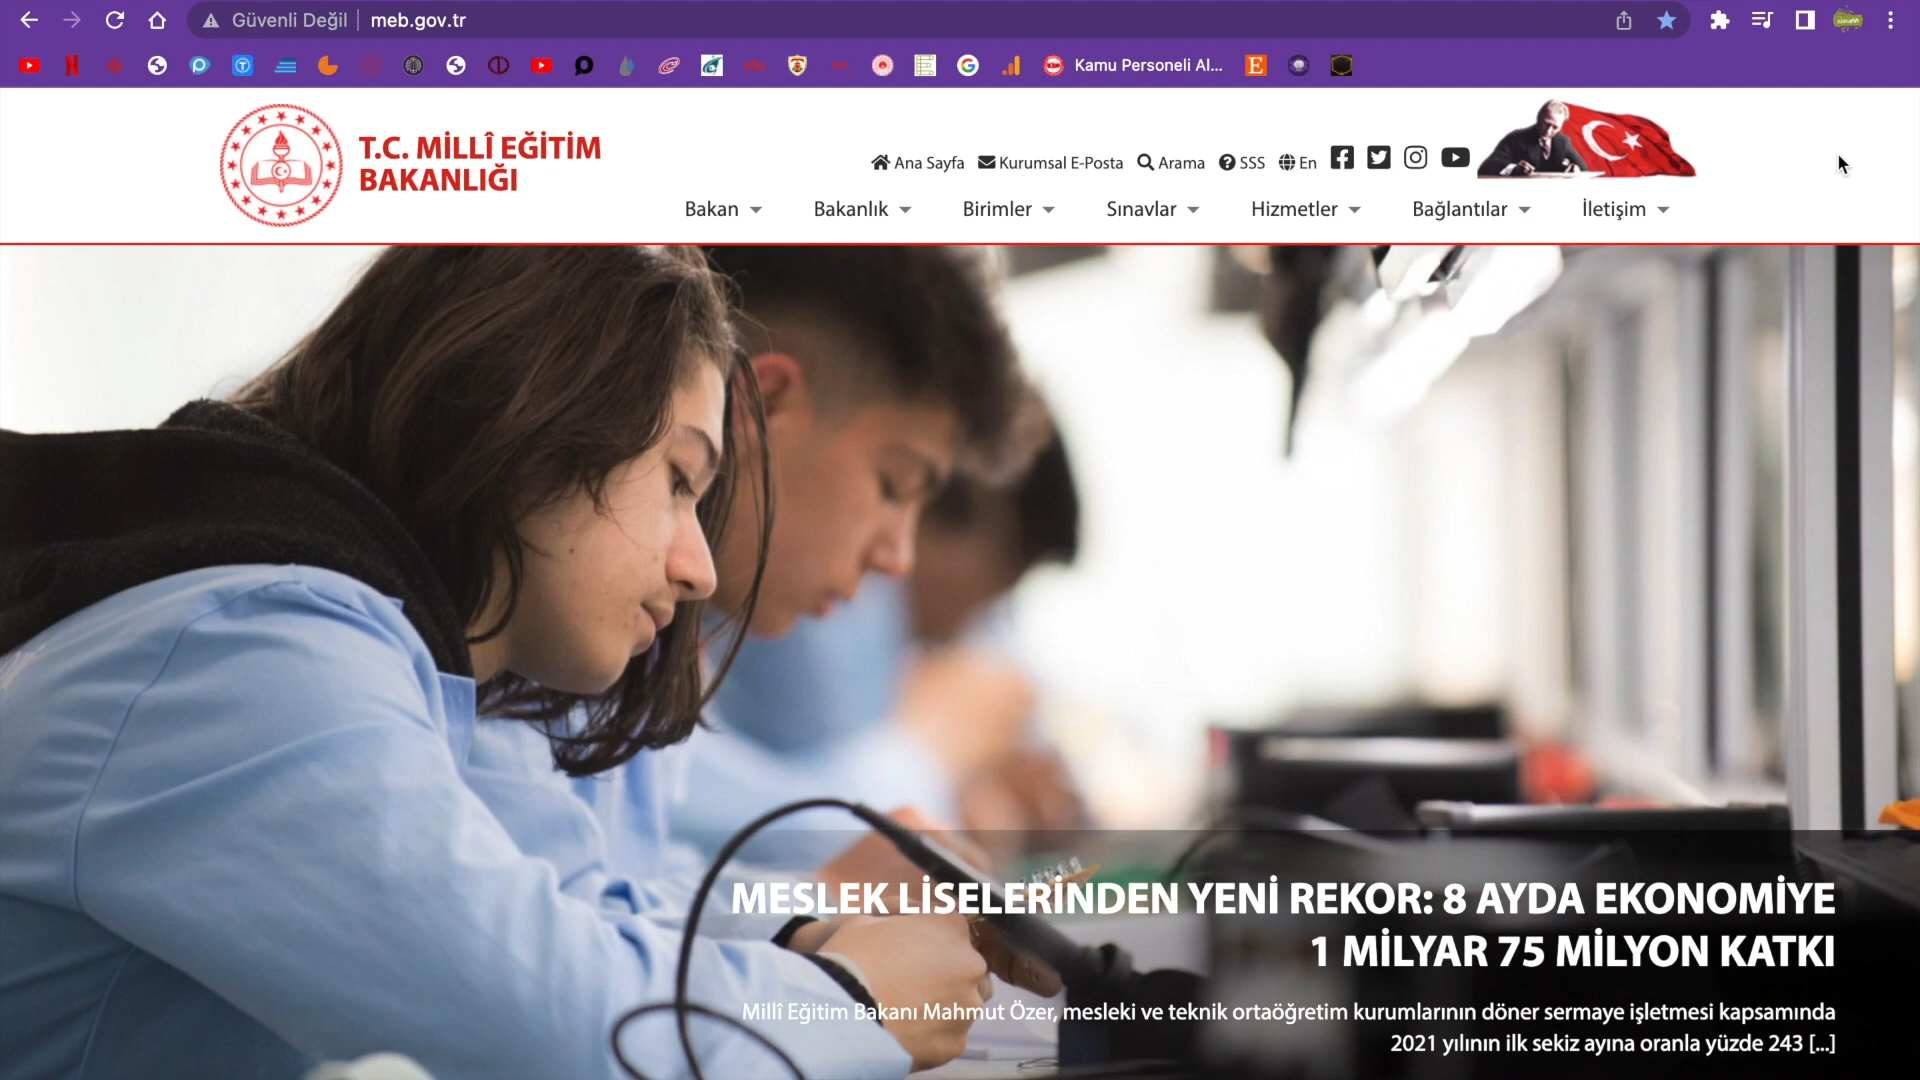 Güvenli Değil | meb.gov.tr
Kamu Personeli Al...
T.C. MİLLÎ EĞİTİM
BAKANLIĞI
Ana Sayfa Kurumsal E-Posta Arama SSS En
Bakan Bakanlık Birimler Sınavlar Hizmetler Bağlantılar İletişim
MESLEK LİSELERİNDEN YENİ REKOR: 8 AYDA EKONOMİYE
1 MİLYAR 75 MİLYON KATKI
Millî Eğitim Bakanı Mahmut Özer, mesleki ve teknik ortaöğretim kurumlarının döner sermaye işletmesi kapsamında
2021 yılının ilk sekiz ayına oranla yüzde 243 [...]